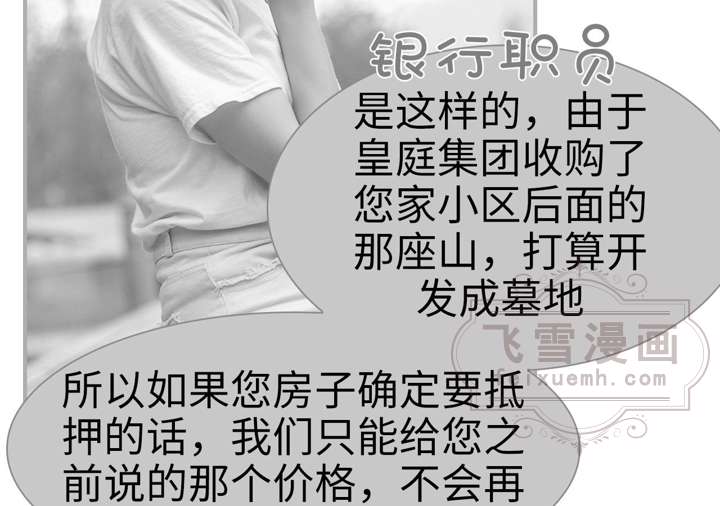 银行职员
是这样的，由于
皇庭集团收购了
您家小区后面的
那座山，打算开
发成墓地
飞雪漫画
feixuemh.com
所以如果您房子确定要抵
押的话，我们只能给您之
前说的那个价格，不会再